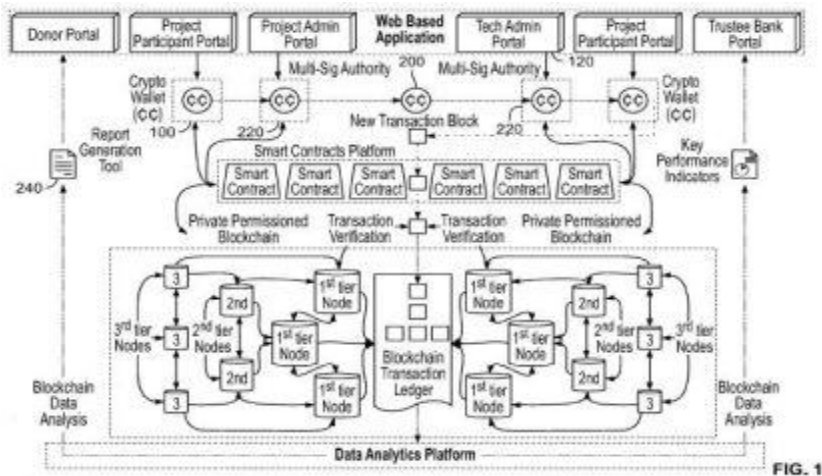 Web Based
Application
Donor Portal
Project
Participant Portal
Project Admin
Portal
Tech Admin
Portal
Project
Participant Portal
Trustee Bank
Portal
120
200
Multi-Sig Authority
Multi-Sig Authority
Crypto
Wallet
(CC)
CC
CC
CC
CC
CC
Crypto
Wallet
(CC)
100
220
220
New Transaction Block
Report
Generation
Tool
240
Key
Performance
Indicators
Smart Contracts Platform
Smart
Contract
Smart
Contract
Smart
Contract
Smart
Contract
Smart
Contract
Smart
Contract
Private Permissioned
Blockchain
Transaction
Verification
Transaction
Verification
Private Permissioned
Blockchain
3
3
3
3rd tier
Nodes
2nd
2nd
2nd tier
Nodes
1st tier
Node
1st tier
Node
1st tier
Node
Blockchain
Transaction
Ledger
1st tier
Node
1st tier
Node
1st tier
Node
2nd
2nd
2nd tier
Nodes
3
3
3
3rd tier
Nodes
Blockchain
Data
Analysis
Blockchain
Data
Analysis
Data Analytics Platform
FIG. 1